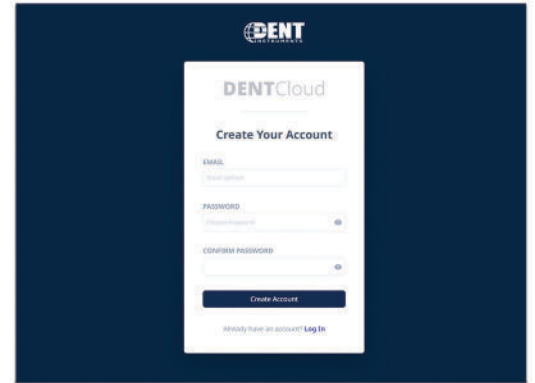 DENT
INSTRUMENTS
DENTCloud
Create Your Account
EMAIL
PASSWORD
CONFIRM PASSWORD
Create Account
Already have an account? Log In